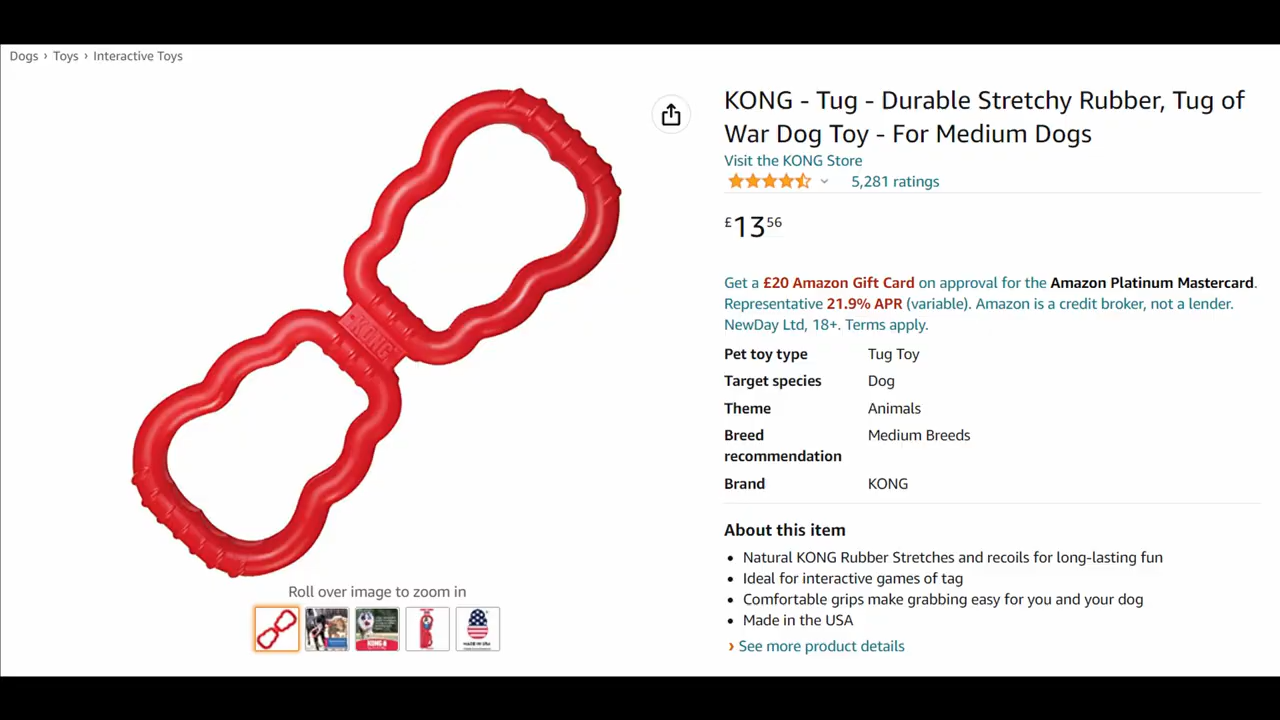 Dogs › Toys › Interactive Toys
KONG - Tug - Durable Stretchy Rubber, Tug of
War Dog Toy - For Medium Dogs
Visit the KONG Store
5,281 ratings
£13 56
Get a £20 Amazon Gift Card on approval for the Amazon Platinum Mastercard.
Representative 21.9% APR (variable). Amazon is a credit broker, not a lender.
NewDay Ltd, 18+. Terms apply.
Pet toy type Tug Toy
Target species Dog
Theme Animals
Breed Medium Breeds
recommendation
Brand KONG
About this item
• Natural KONG Rubber Stretches and recoils for long-lasting fun
• Ideal for interactive games of tag
• Comfortable grips make grabbing easy for you and your dog
• Made in the USA
› See more product details
KONG
Roll over image to zoom in
KONG
MADE IN USA